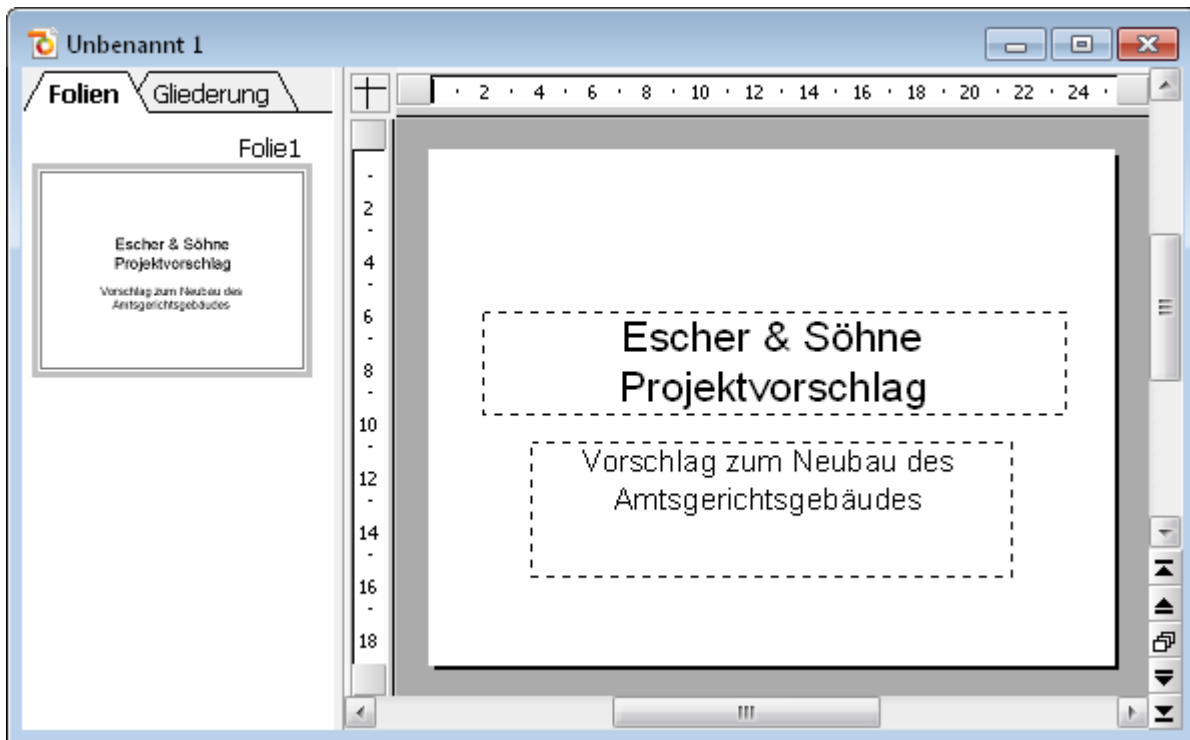 Unbenannt 1
Folien Gliederung
Folie1
Escher & Söhne
Projektvorschlag
Vorschlag zum Neubau des
Amtsgerichtsgebäudes
2 4 6 8 10 12 14 16 18 20 22 24
2
4
6
8
10
12
14
16
18
Escher & Söhne
Projektvorschlag
Vorschlag zum Neubau des
Amtsgerichtsgebäudes